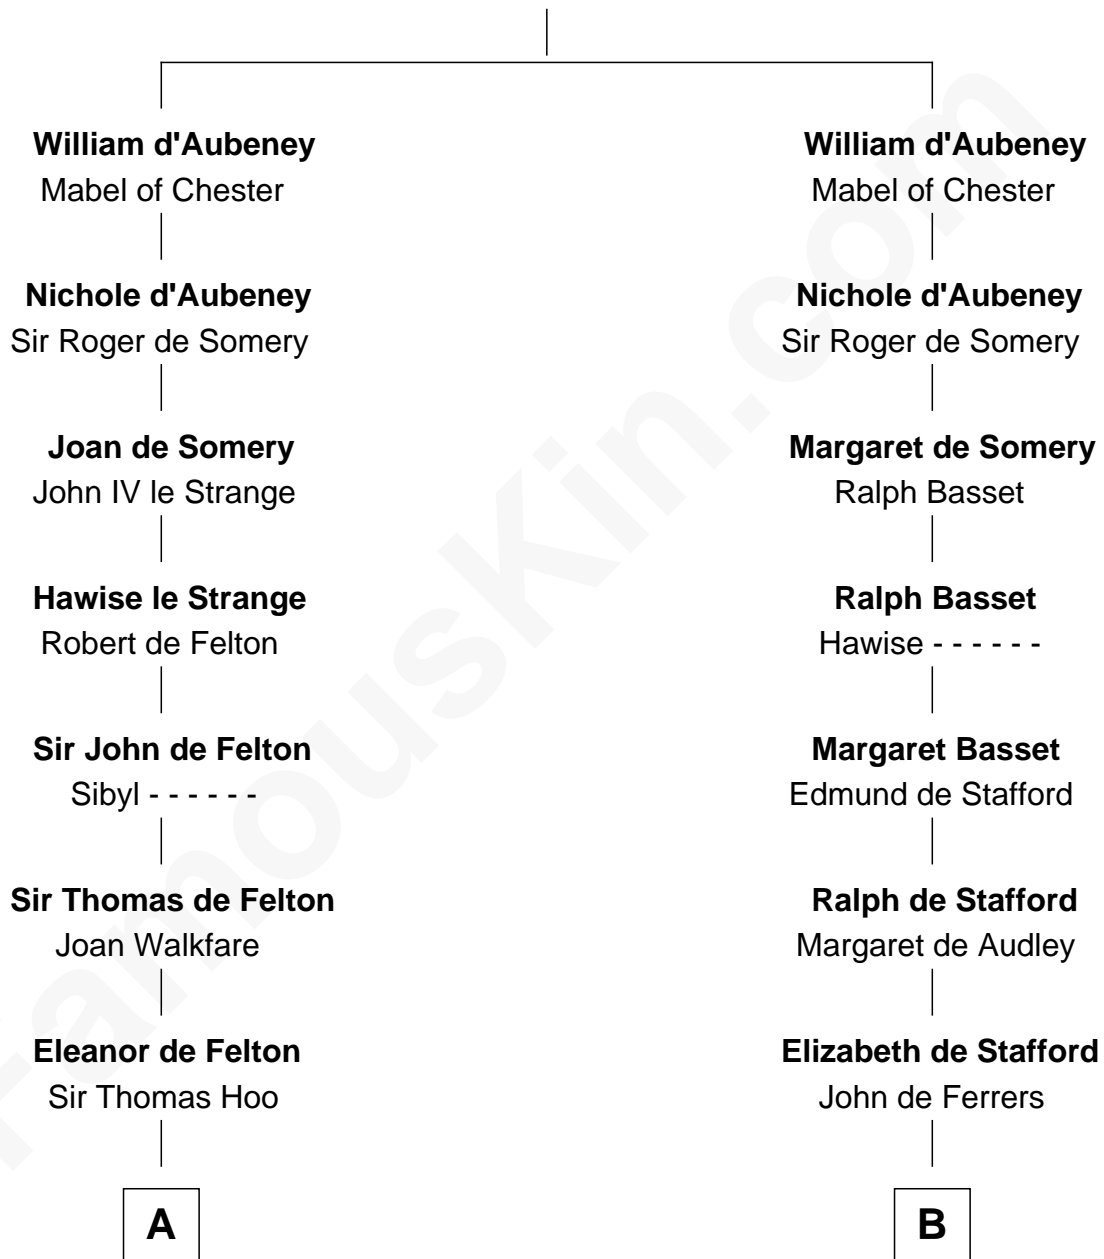 William d'Aubeney
Mabel of Chester
Nichole d'Aubeney
Sir Roger de Somery
Joan de Somery
John IV le Strange
Hawise le Strange
Robert de Felton
Sir John de Felton
Sibyl - - - - - -
Sir Thomas de Felton
Joan Walkfare
Eleanor de Felton
Sir Thomas Hoo
A
William d'Aubeney
Mabel of Chester
Nichole d'Aubeney
Sir Roger de Somery
Margaret de Somery
Ralph Basset
Ralph Basset
Hawise - - - - - -
Margaret Basset
Edmund de Stafford
Ralph de Stafford
Margaret de Audley
Elizabeth de Stafford
John de Ferrers
B
FamousKin.com